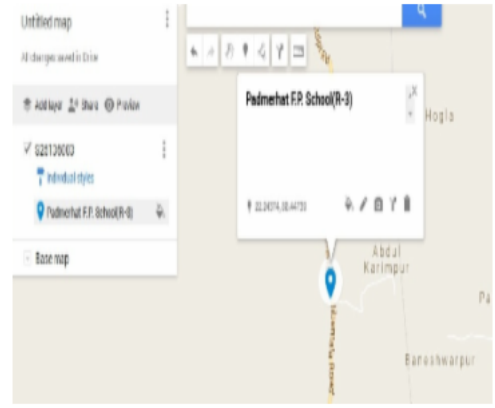 Untitled map
All changes saved in Drive
Add layer Share Preview
Individual styles
Padmerhat F.P. School(R-3)
Base map
Padmerhat F.P. School(R-3)
Hogla
Abdul
Karimpur
Pa
Baneshwarpur